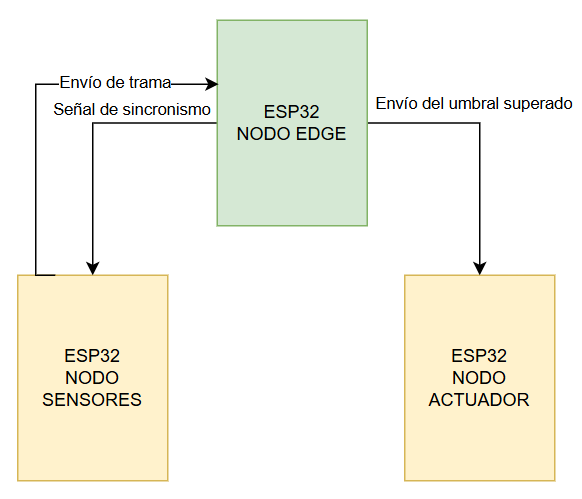 Envío de trama
Señal de sincronismo
ESP32
NODO EDGE
Envío del umbral superado
ESP32
NODO
SENSORES
ESP32
NODO
ACTUADOR